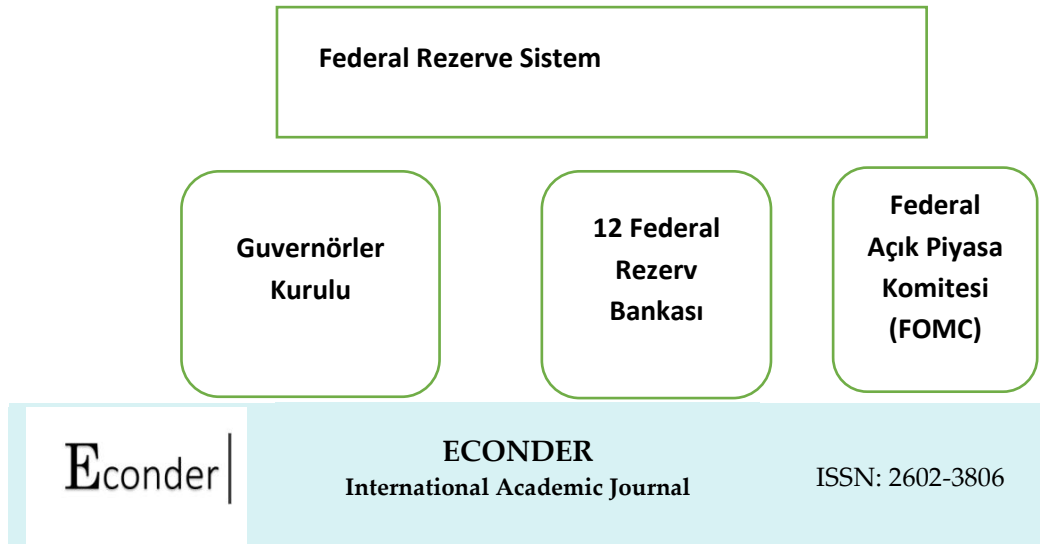 Federal Rezerve Sistem
Guvernörler
Kurulu
12 Federal
Rezerv
Bankası
Federal
Açık Piyasa
Komitesi
(FOMC)
Econder
ECONDER
International Academic Journal
ISSN: 2602-3806